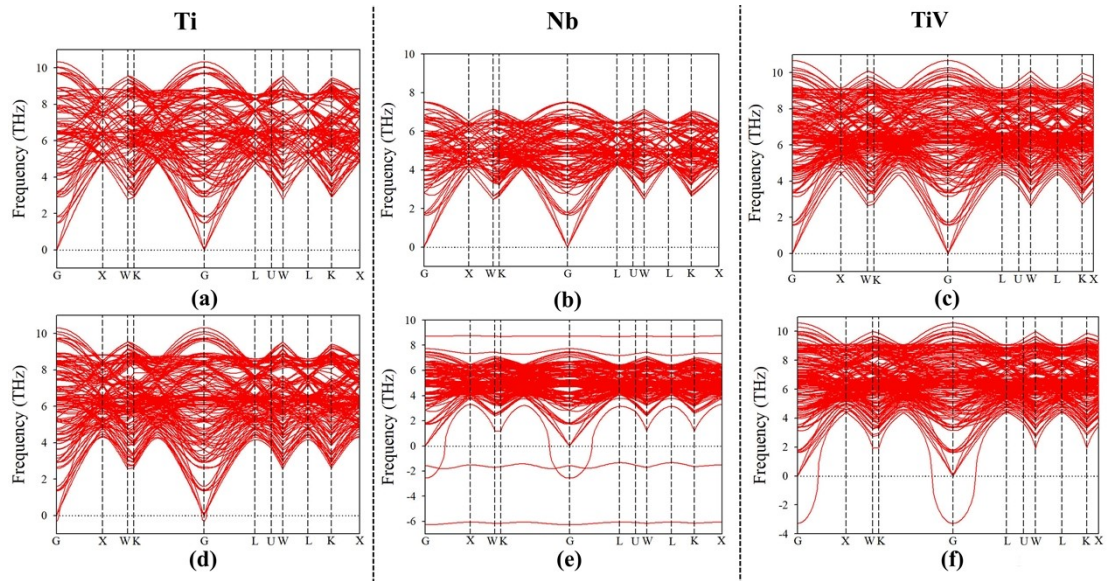 Ti
Nb
TiV
Frequency (THz)
10
8
6
4
2
0
G X W K G L U W L K X
(a)
Frequency (THz)
10
8
6
4
2
0
G X W K G L U W L K X
(b)
Frequency (THz)
10
8
6
4
2
0
G X W K G L U W L K X
(c)
Frequency (THz)
10
8
6
4
2
0
G X W K G L U W L K X
(d)
Frequency (THz)
10
8
6
4
2
0
-2
-4
-6
G X W K G L U W L K X
(e)
Frequency (THz)
10
8
6
4
2
0
-2
-4
G X W K G L U W L K X
(f)